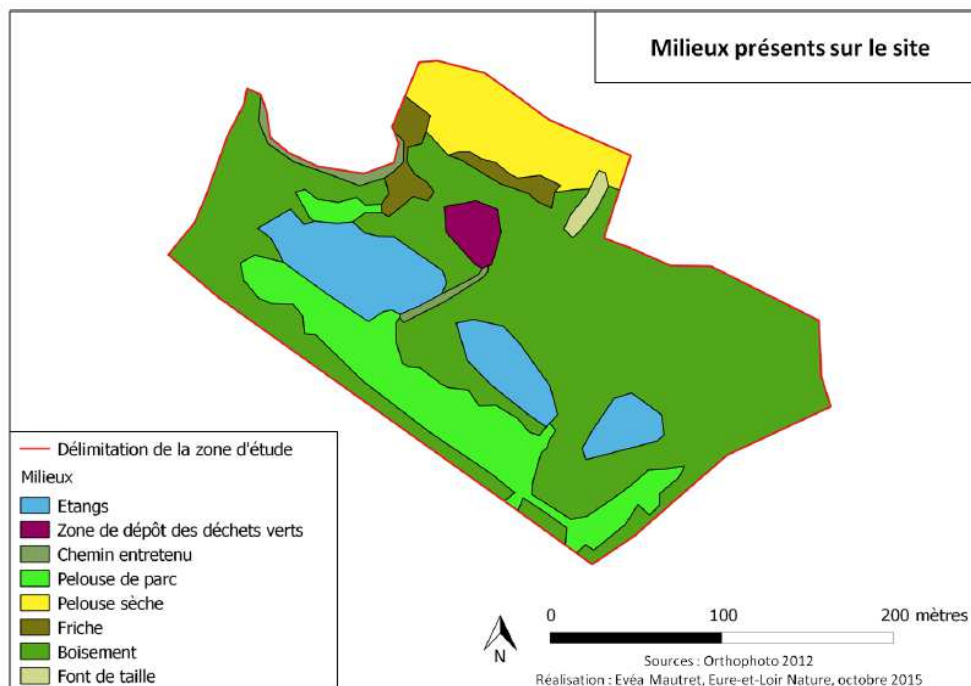 Milieux présents sur le site
Délimitation de la zone d'étude
Milieux
Etangs
Zone de dépôt des déchets verts
Chemin entretenu
Pelouse de parc
Pelouse sèche
Friche
Boisement
Font de taille
N
0 100 200 mètres
Sources : Orthophoto 2012
Réalisation : Evéa Mautret, Eure-et-Loir Nature, octobre 2015